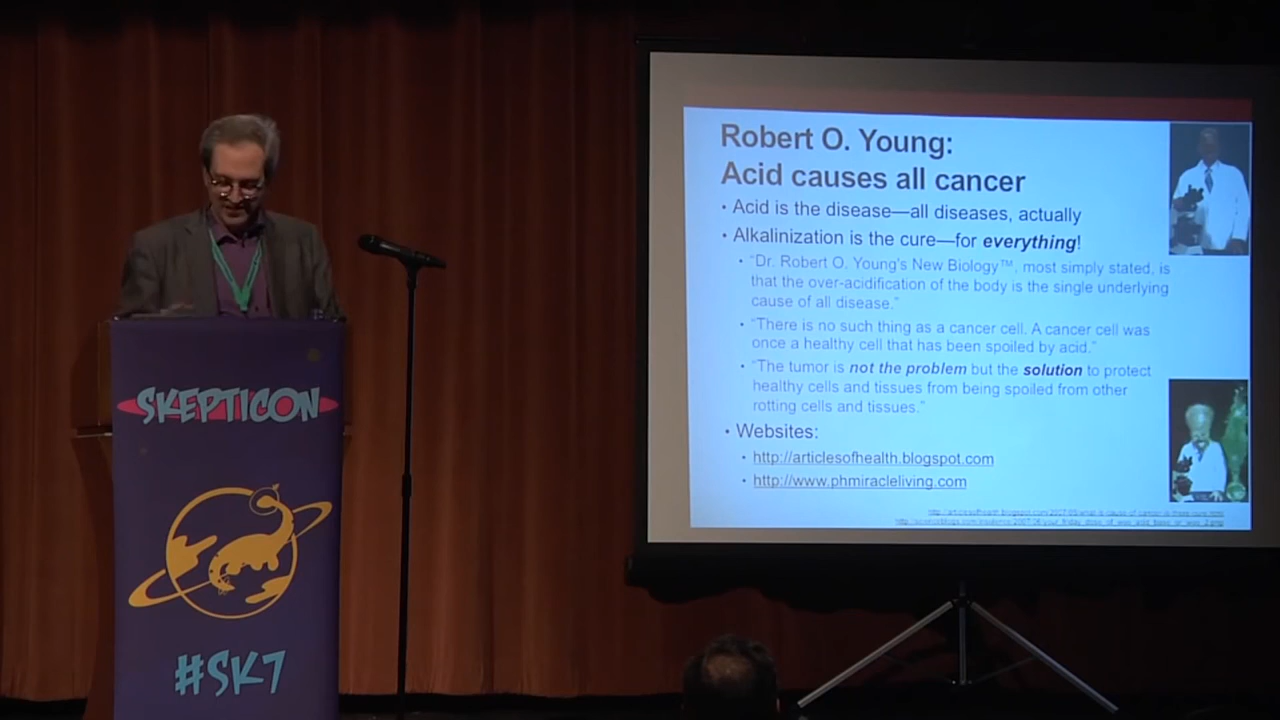 SKEPTICON
#SK7
Robert O. Young:
Acid causes all cancer
• Acid is the disease—all diseases, actually
• Alkalinization is the cure—for everything!
• “Dr. Robert O. Young's New Biology™, most simply stated, is
that the over-acidification of the body is the single underlying
cause of all disease.”
• “There is no such thing as a cancer cell. A cancer cell was
once a healthy cell that has been spoiled by acid.”
• “The tumor is not the problem but the solution to protect
healthy cells and tissues from being spoiled from other
rotting cells and tissues.”
• Websites:
• http://articlesofhealth.blogspot.com
• http://www.phmiracleliving.com